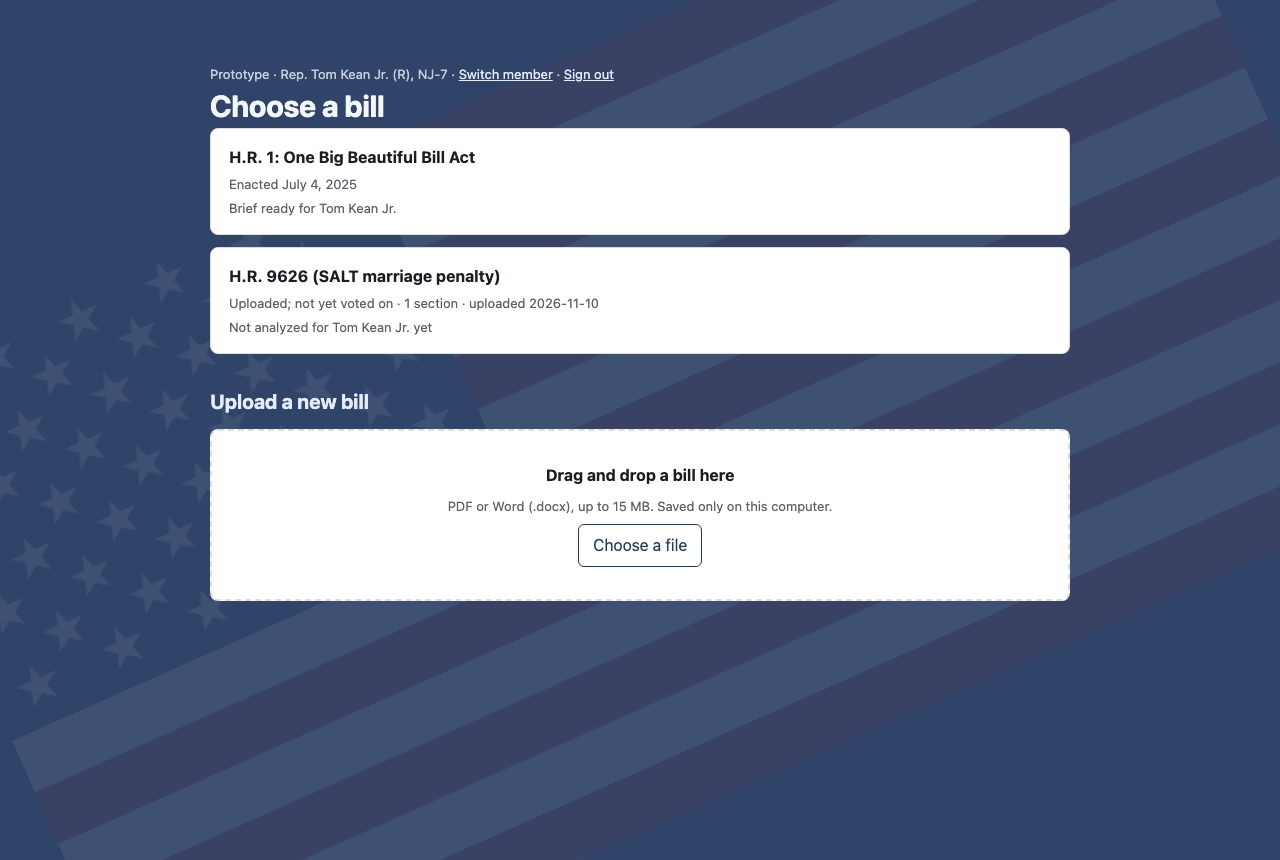 Prototype · Rep. Tom Kean Jr. (R), NJ-7 · Switch member · Sign out
Choose a bill
H.R. 1: One Big Beautiful Bill Act
Enacted July 4, 2025
Brief ready for Tom Kean Jr.
H.R. 9626 (SALT marriage penalty)
Uploaded; not yet voted on · 1 section · uploaded 2026-11-10
Not analyzed for Tom Kean Jr. yet
Upload a new bill
Drag and drop a bill here
PDF or Word (.docx), up to 15 MB. Saved only on this computer.
Choose a file